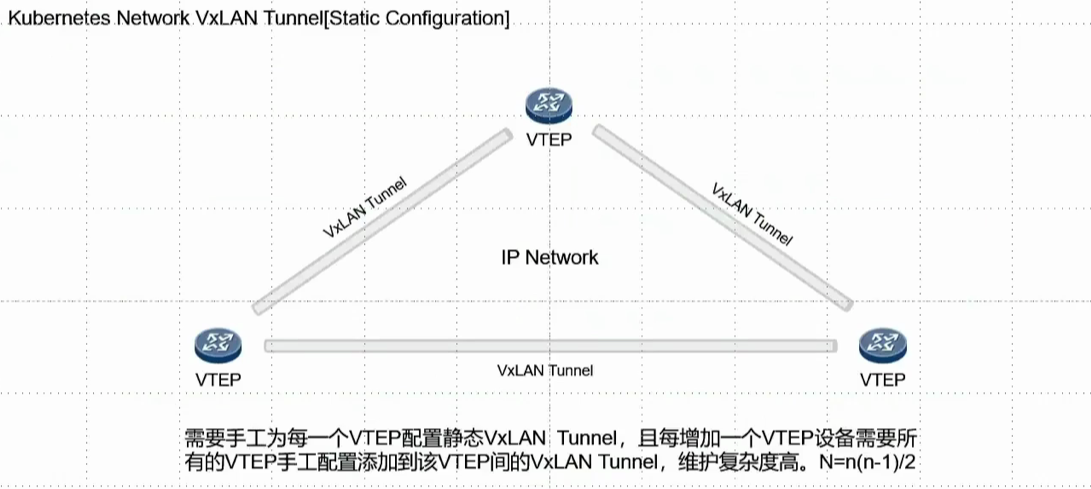 Kubernetes Network VxLAN Tunnel[Static Configuration]
VTEP
VxLAN Tunnel
VxLAN Tunnel
IP Network
VTEP
VxLAN Tunnel
VTEP
需要手工为每一个VTEP配置静态VxLAN Tunnel，且每增加一个VTEP设备需要所
有的VTEP手工配置添加到该VTEP间的VxLAN Tunnel，维护复杂度高。N=n(n-1)/2